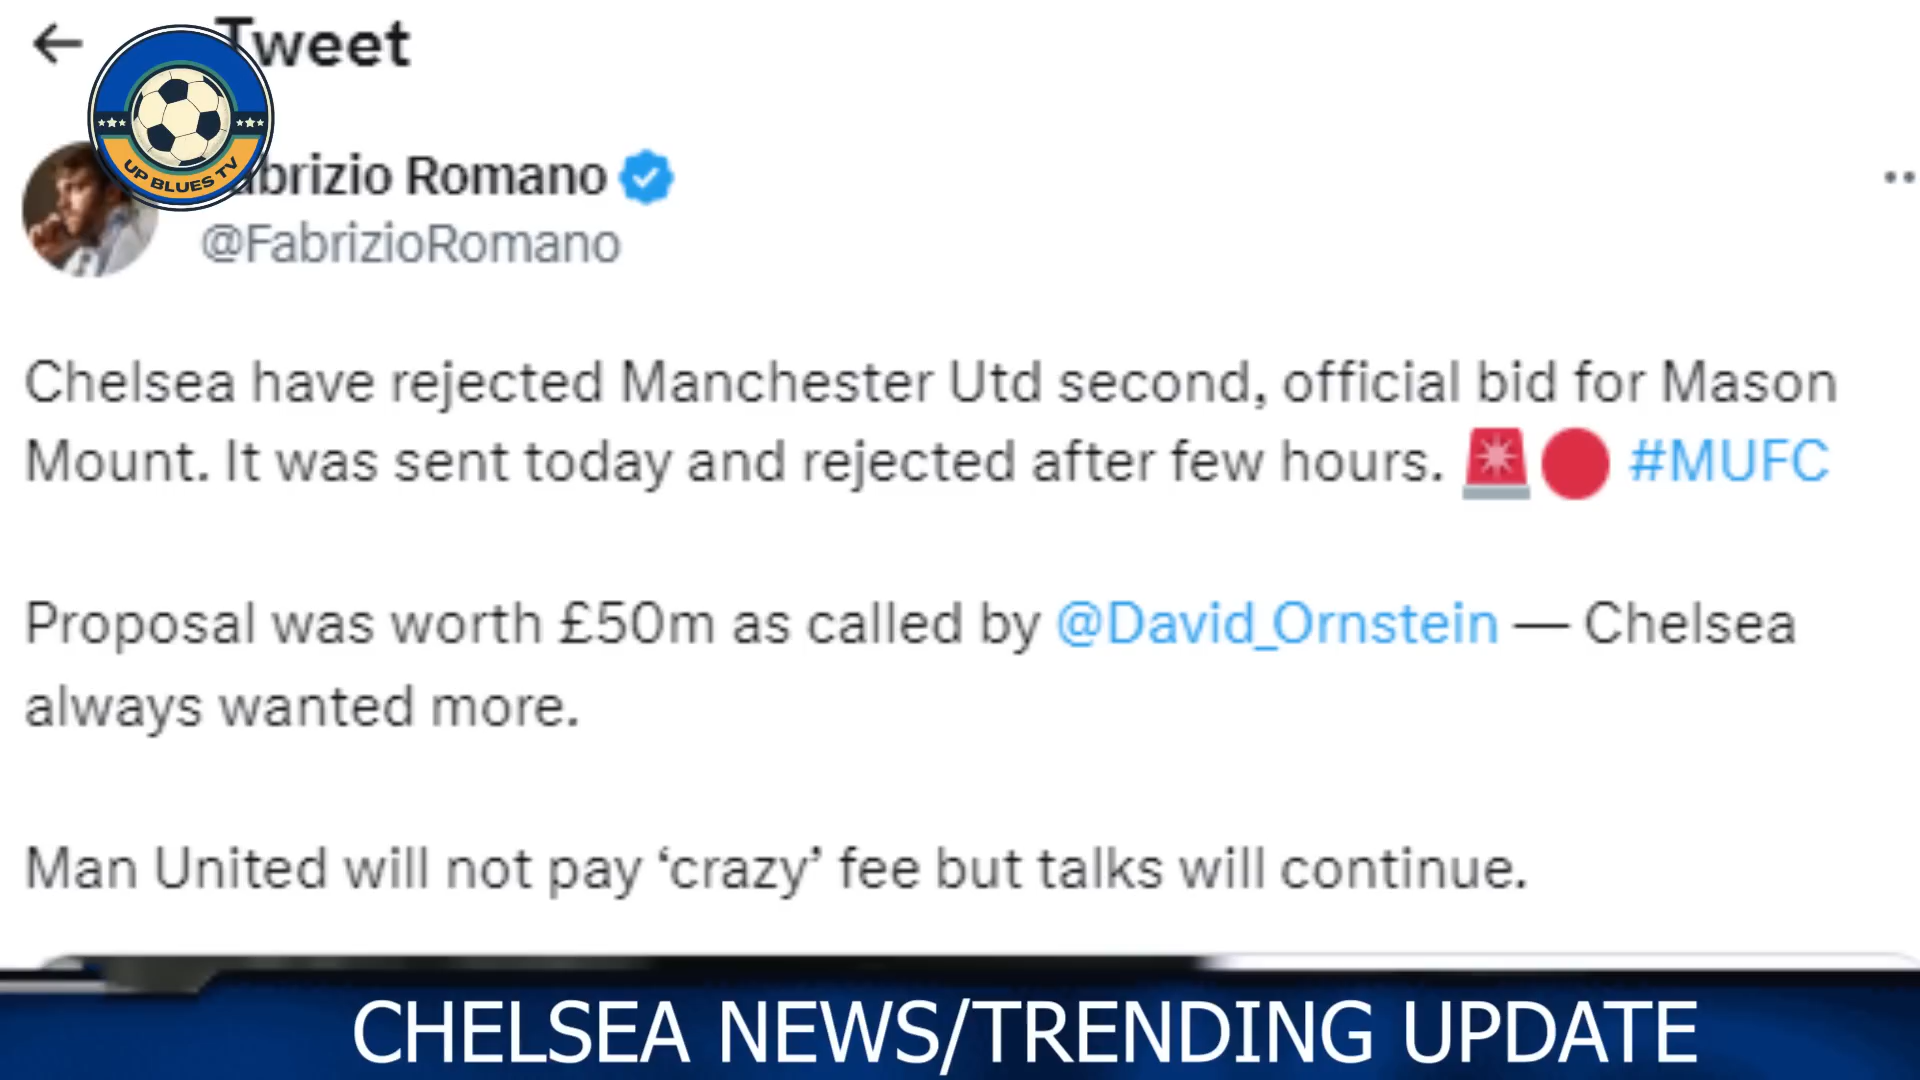 Tweet
UP BLUES TV
abrizio Romano
@FabrizioRomano
Chelsea have rejected Manchester Utd second, official bid for Mason
Mount. It was sent today and rejected after few hours. 🚨🔴 #MUFC
Proposal was worth £50m as called by @David_Ornstein — Chelsea
always wanted more.
Man United will not pay ‘crazy’ fee but talks will continue.
CHELSEA NEWS/TRENDING UPDATE